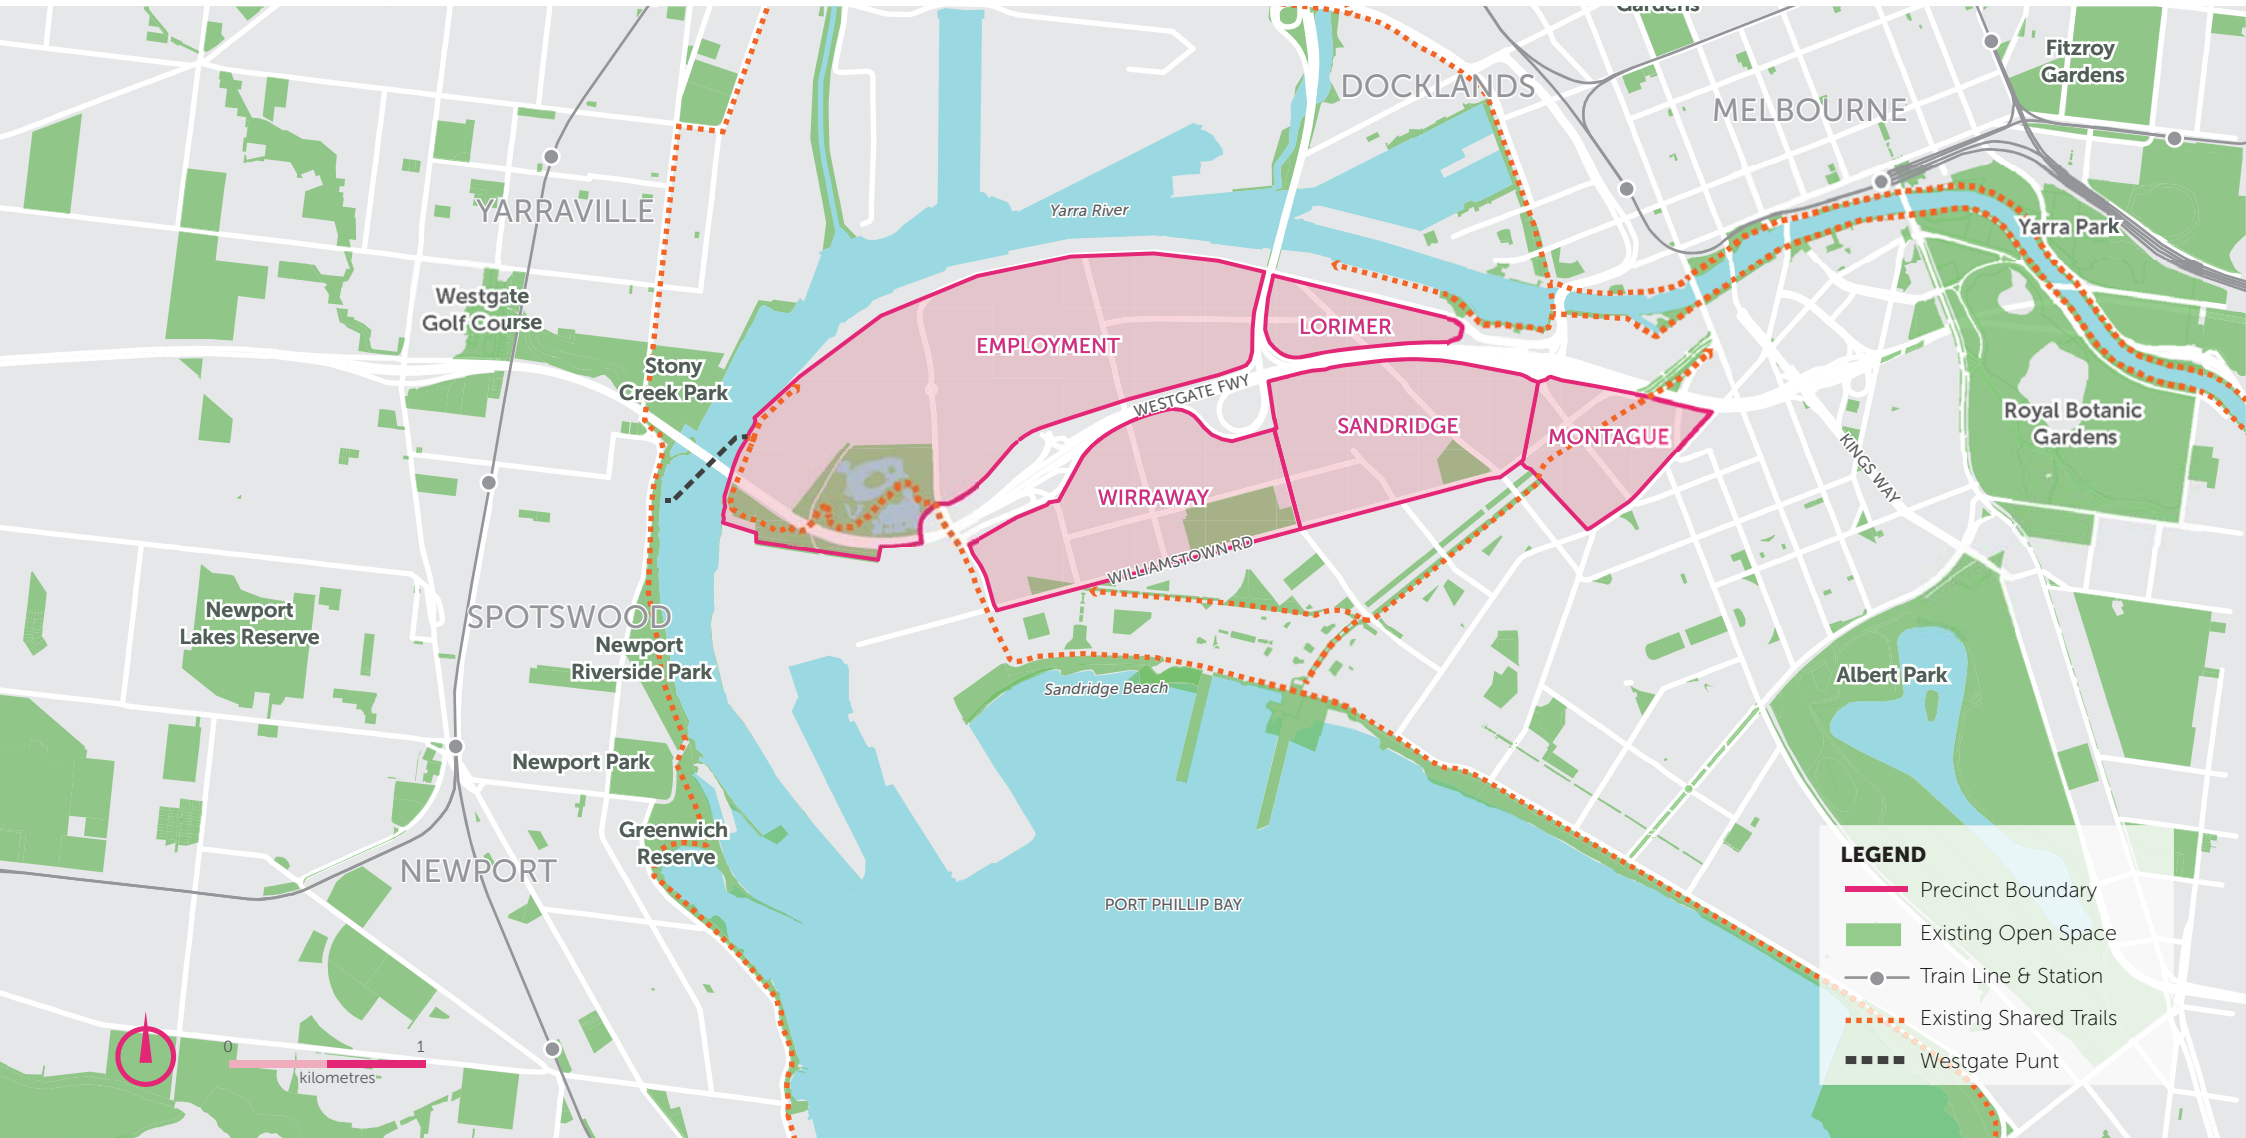 Gardens
Fitzroy
Gardens
DOCKLANDS
MELBOURNE
YARRAVILLE
Yarra River
Yarra Park
Westgate
Golf Course
LORIMER
EMPLOYMENT
Stony
Creek Park
WESTGATE FWY
SANDRIDGE
MONTAGUE
Royal Botanic
Gardens
KINGS WAY
WIRRAWAY
WILLIAMSTOWN RD
Newport
Lakes Reserve
SPOTSWOOD
Newport
Riverside Park
Sandridge Beach
Albert Park
Newport Park
Greenwich
Reserve
NEWPORT
PORT PHILLIP BAY
LEGEND
Precinct Boundary
Existing Open Space
Train Line & Station
Existing Shared Trails
Westgate Punt
0 1
kilometres